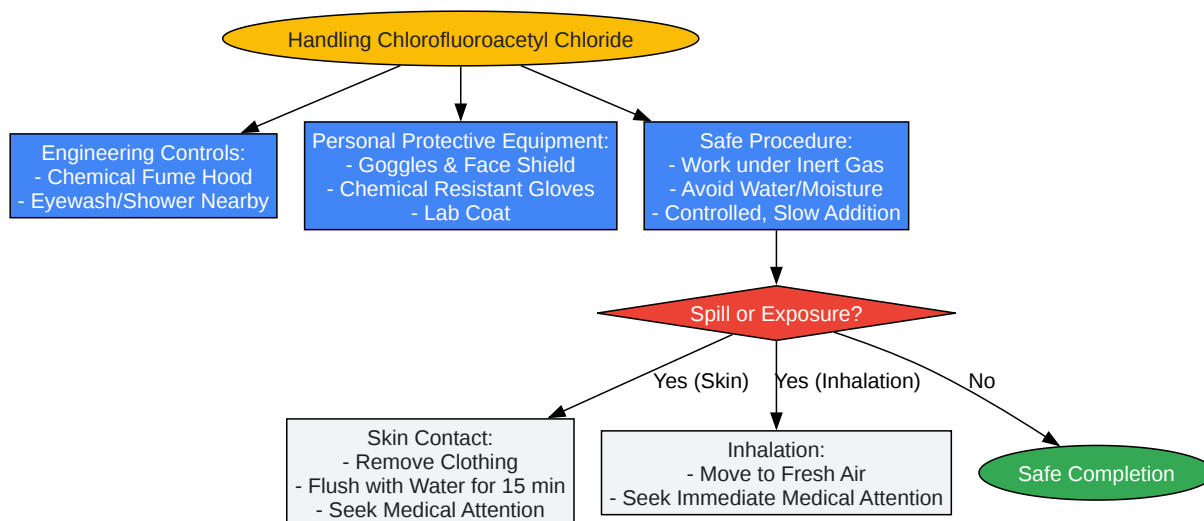 Handling Chlorofluoroacetyl Chloride
Engineering Controls:
- Chemical Fume Hood
- Eyewash/Shower Nearby
Personal Protective Equipment:
- Goggles & Face Shield
- Chemical Resistant Gloves
- Lab Coat
Safe Procedure:
- Work under Inert Gas
- Avoid Water/Moisture
- Controlled, Slow Addition
Spill or Exposure?
Yes (Skin)
Yes (Inhalation)
No
Skin Contact:
- Remove Clothing
- Flush with Water for 15 min
- Seek Medical Attention
Inhalation:
- Move to Fresh Air
- Seek Immediate Medical Attention
Safe Completion